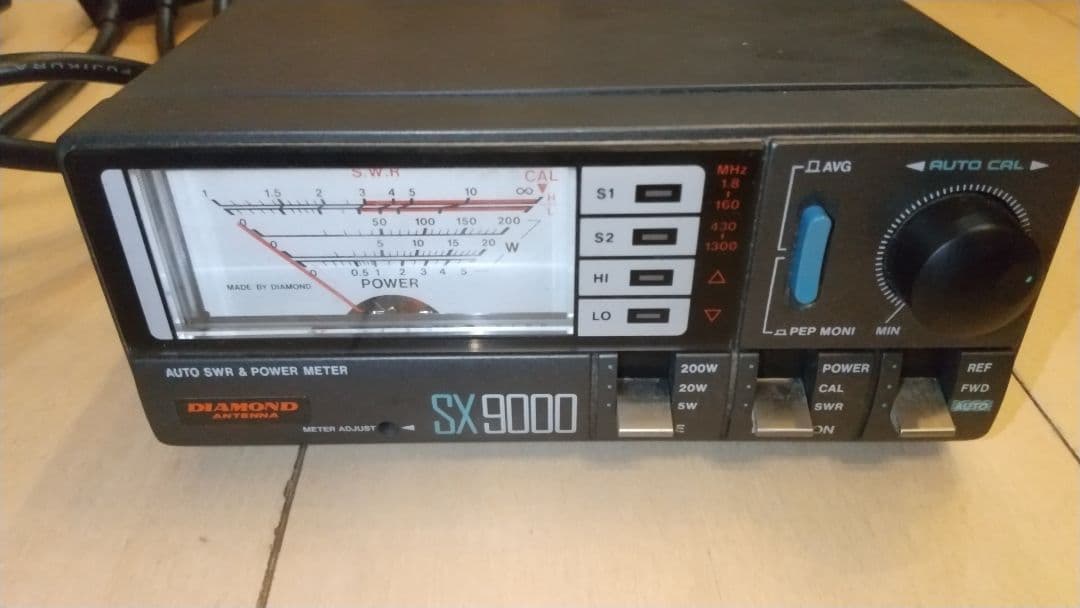 FUJIKURA
S.W.R
CAL
1 1.5 2 3 4 5 10 ∞
H
L
0 50 100 150 200
0 5 10 15 20 W
0 0.5 1 2 3 4 5
POWER
MADE BY DIAMOND
S1
S2
HI
LO
MHz
1.8
160
430
1300
AVG
PEP MONI
AUTO CAL
MIN
AUTO SWR & POWER METER
DIAMOND
ANTENNA
METER ADJUST
SX9000
200W
20W
5W
POWER
CAL
SWR
REF
FWD
AUTO